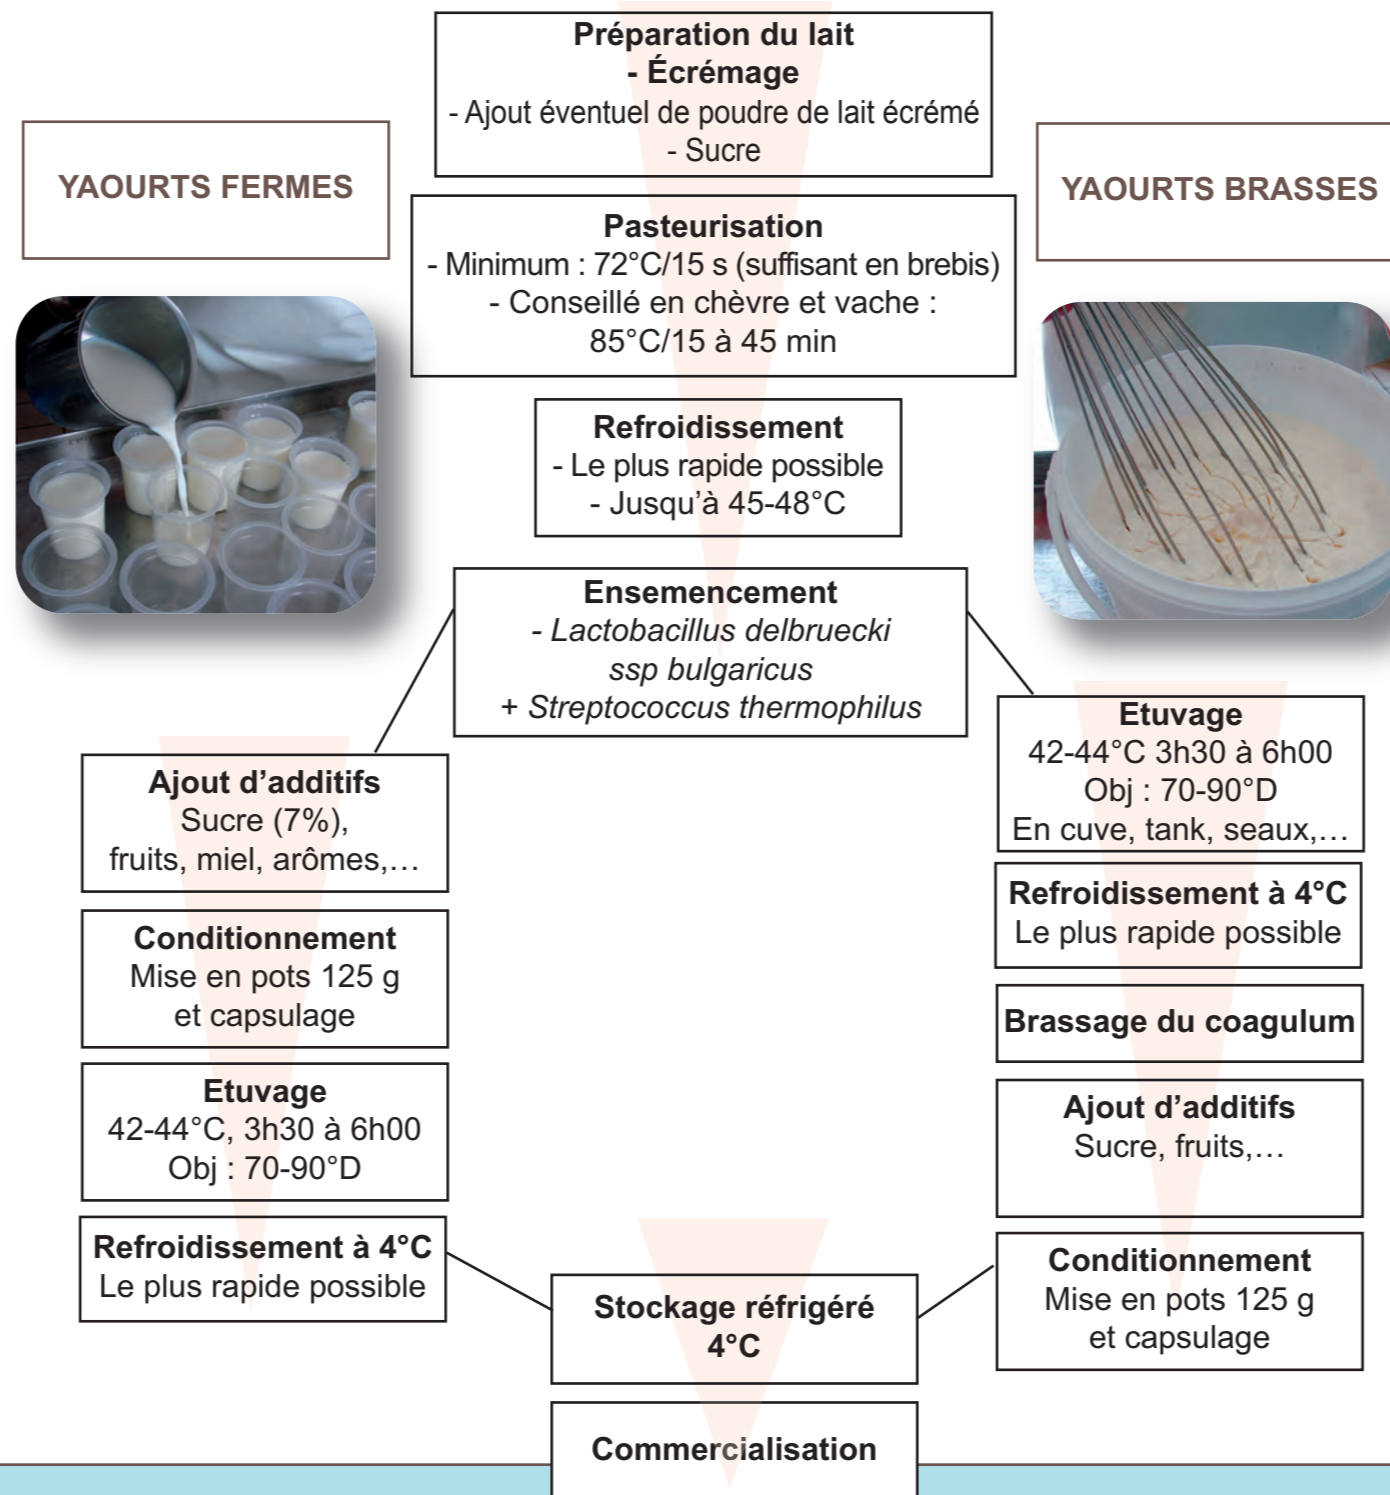 Préparation du lait
- Écrémage
- Ajout éventuel de poudre de lait écrémé
- Sucre
YAOURTS FERMES
YAOURTS BRASSES
Pasteurisation
- Minimum : 72°C/15 s (suffisant en brebis)
- Conseillé en chèvre et vache :
85°C/15 à 45 min
Refroidissement
- Le plus rapide possible
- Jusqu’à 45-48°C
Ensemencement
- Lactobacillus delbruecki
ssp bulgaricus
+ Streptococcus thermophilus
Ajout d’additifs
Sucre (7%),
fruits, miel, arômes,…
Conditionnement
Mise en pots 125 g
et capsulage
Etuvage
42-44°C, 3h30 à 6h00
Obj : 70-90°D
Refroidissement à 4°C
Le plus rapide possible
Etuvage
42-44°C 3h30 à 6h00
Obj : 70-90°D
En cuve, tank, seaux,…
Refroidissement à 4°C
Le plus rapide possible
Brassage du coagulum
Ajout d’additifs
Sucre, fruits,…
Conditionnement
Mise en pots 125 g
et capsulage
Stockage réfrigéré
4°C
Commercialisation